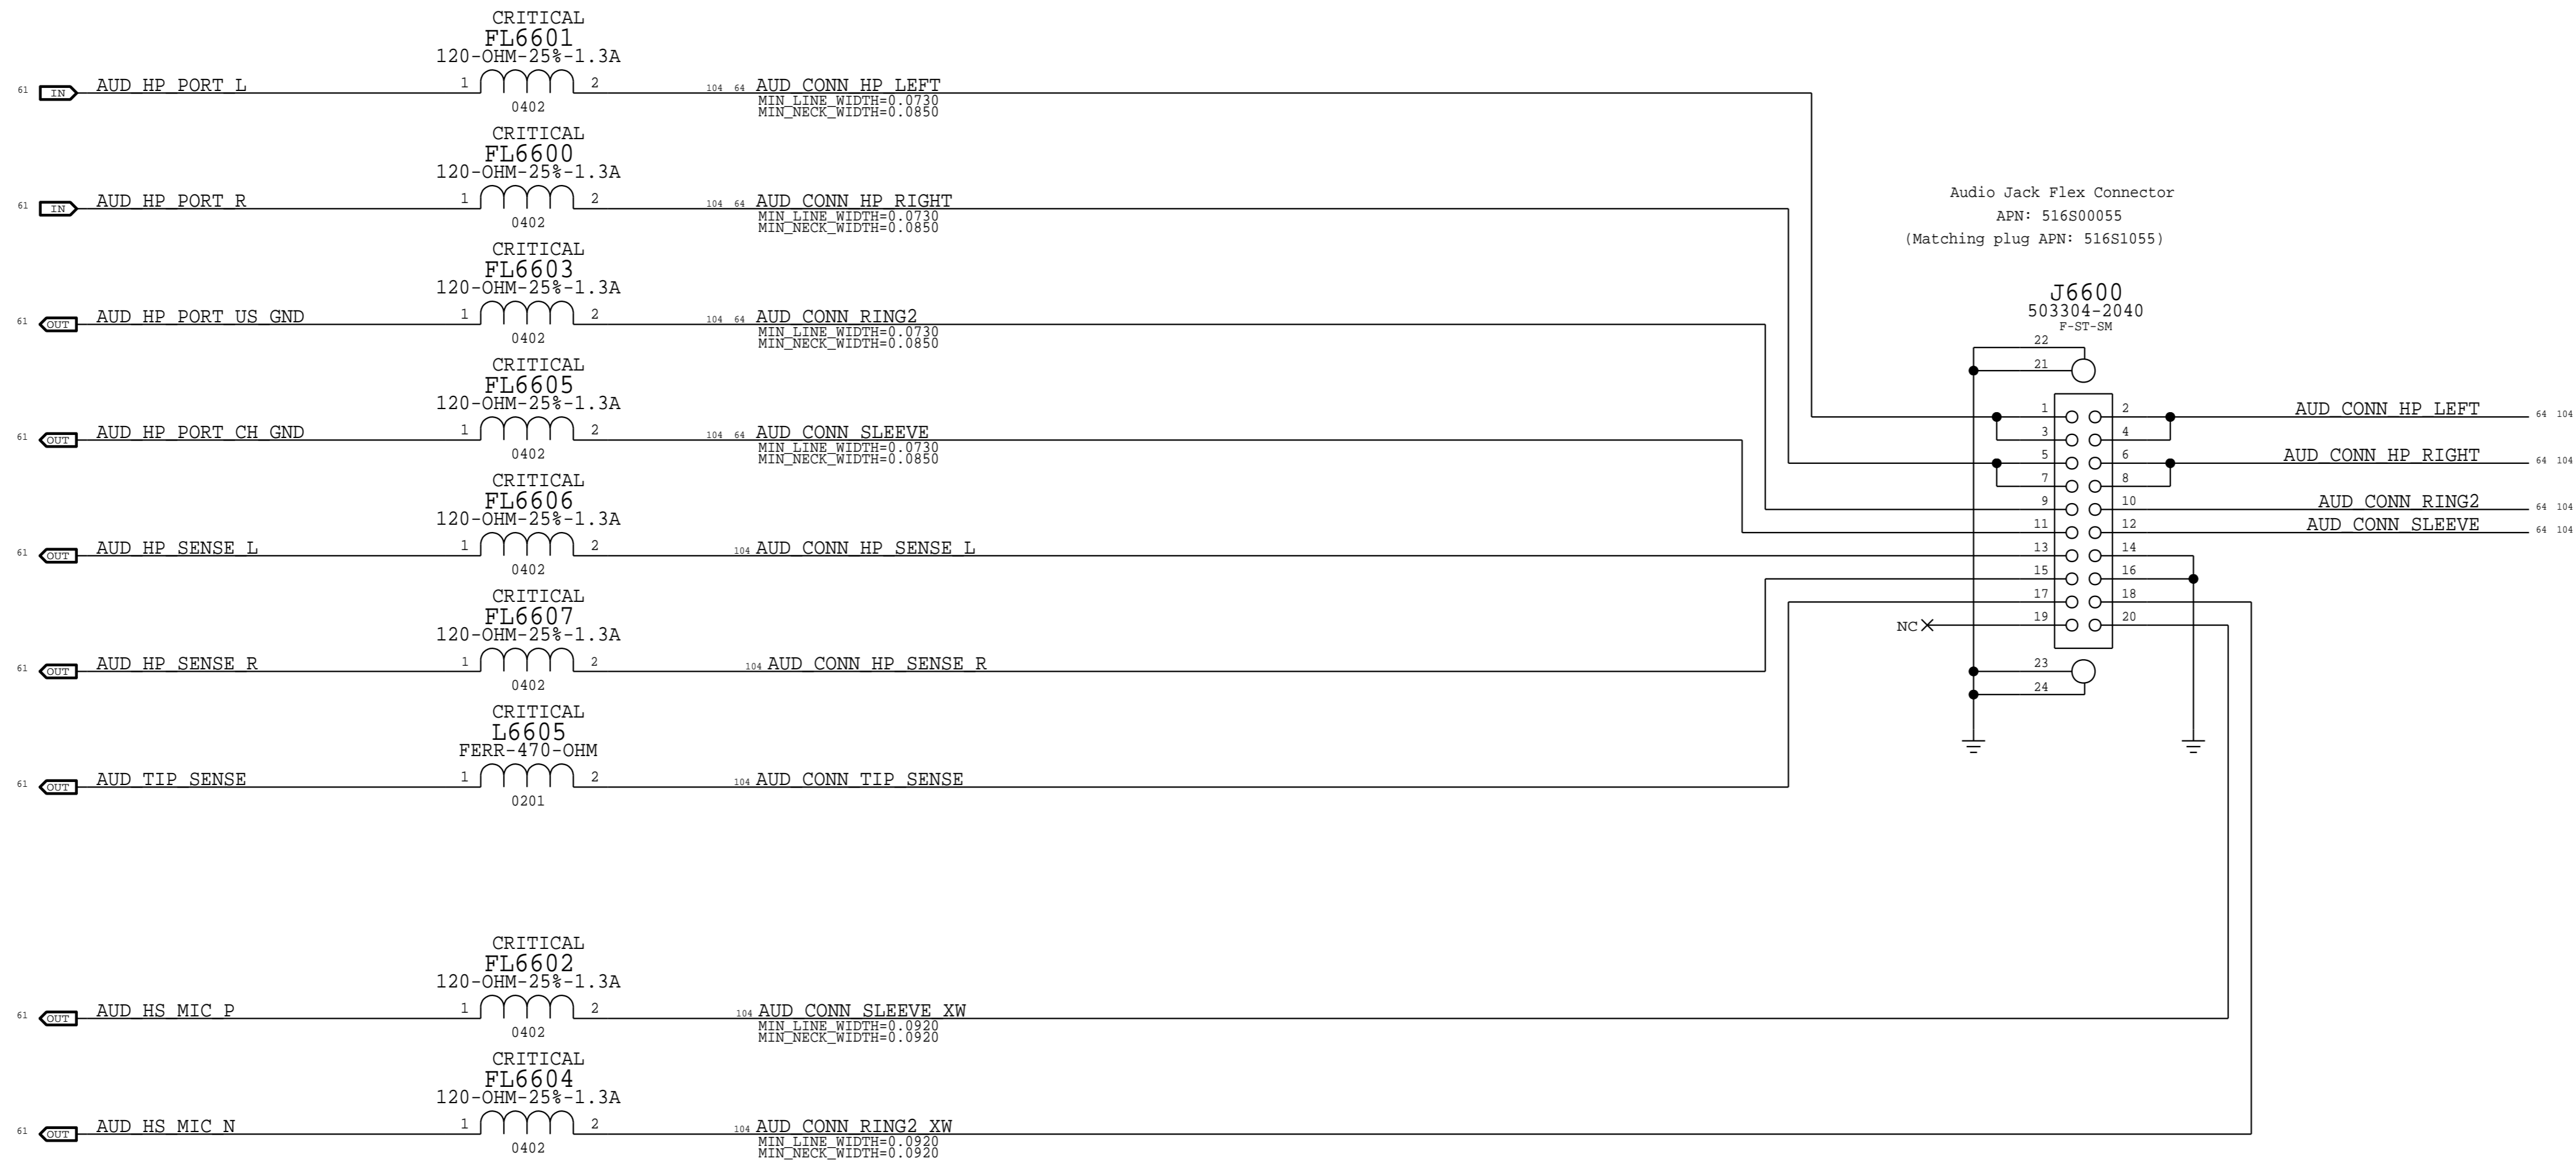 CRITICAL
FL6601
120-OHM-25%-1.3A
61 IN AUD_HP_PORT_L 1 2 104 64 AUD_CONN_HP_LEFT
0402
MIN_LINE_WIDTH=0.0730
MIN_NECK_WIDTH=0.0850
CRITICAL
FL6600
120-OHM-25%-1.3A
61 IN AUD_HP_PORT_R 1 2 104 64 AUD_CONN_HP_RIGHT
0402
MIN_LINE_WIDTH=0.0730
MIN_NECK_WIDTH=0.0850
CRITICAL
FL6603
120-OHM-25%-1.3A
61 OUT AUD_HP_PORT_US_GND 1 2 104 64 AUD_CONN_RING2
0402
MIN_LINE_WIDTH=0.0730
MIN_NECK_WIDTH=0.0850
CRITICAL
FL6605
120-OHM-25%-1.3A
61 OUT AUD_HP_PORT_CH_GND 1 2 104 64 AUD_CONN_SLEEVE
0402
MIN_LINE_WIDTH=0.0730
MIN_NECK_WIDTH=0.0850
CRITICAL
FL6606
120-OHM-25%-1.3A
61 OUT AUD_HP_SENSE_L 1 2 104 AUD_CONN_HP_SENSE_L
0402
CRITICAL
FL6607
120-OHM-25%-1.3A
61 OUT AUD_HP_SENSE_R 1 2 104 AUD_CONN_HP_SENSE_R
0402
CRITICAL
L6605
FERR-470-OHM
61 OUT AUD_TIP_SENSE 1 2 104 AUD_CONN_TIP_SENSE
0201
CRITICAL
FL6602
120-OHM-25%-1.3A
61 OUT AUD_HS_MIC_P 1 2 104 AUD_CONN_SLEEVE_XW
0402
MIN_LINE_WIDTH=0.0920
MIN_NECK_WIDTH=0.0920
CRITICAL
FL6604
120-OHM-25%-1.3A
61 OUT AUD_HS_MIC_N 1 2 104 AUD_CONN_RING2_XW
0402
MIN_LINE_WIDTH=0.0920
MIN_NECK_WIDTH=0.0920
Audio Jack Flex Connector
APN: 516S00055
(Matching plug APN: 516S1055)
J6600
503304-2040
F-ST-SM
22
21
1 2 AUD_CONN_HP_LEFT 64 104
3 4
5 6 AUD_CONN_HP_RIGHT 64 104
7 8
9 10 AUD_CONN_RING2 64 104
11 12 AUD_CONN_SLEEVE 64 104
13 14
15 16
17 18
NC 19 20
23
24